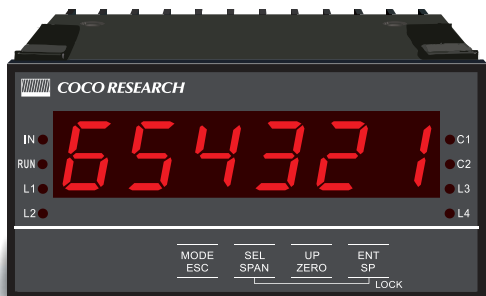 COCO RESEARCH
654321
IN
RUN
L1
L2
C1
C2
L3
L4
MODE
ESC
SEL
SPAN
UP
ZERO
ENT
SP
LOCK